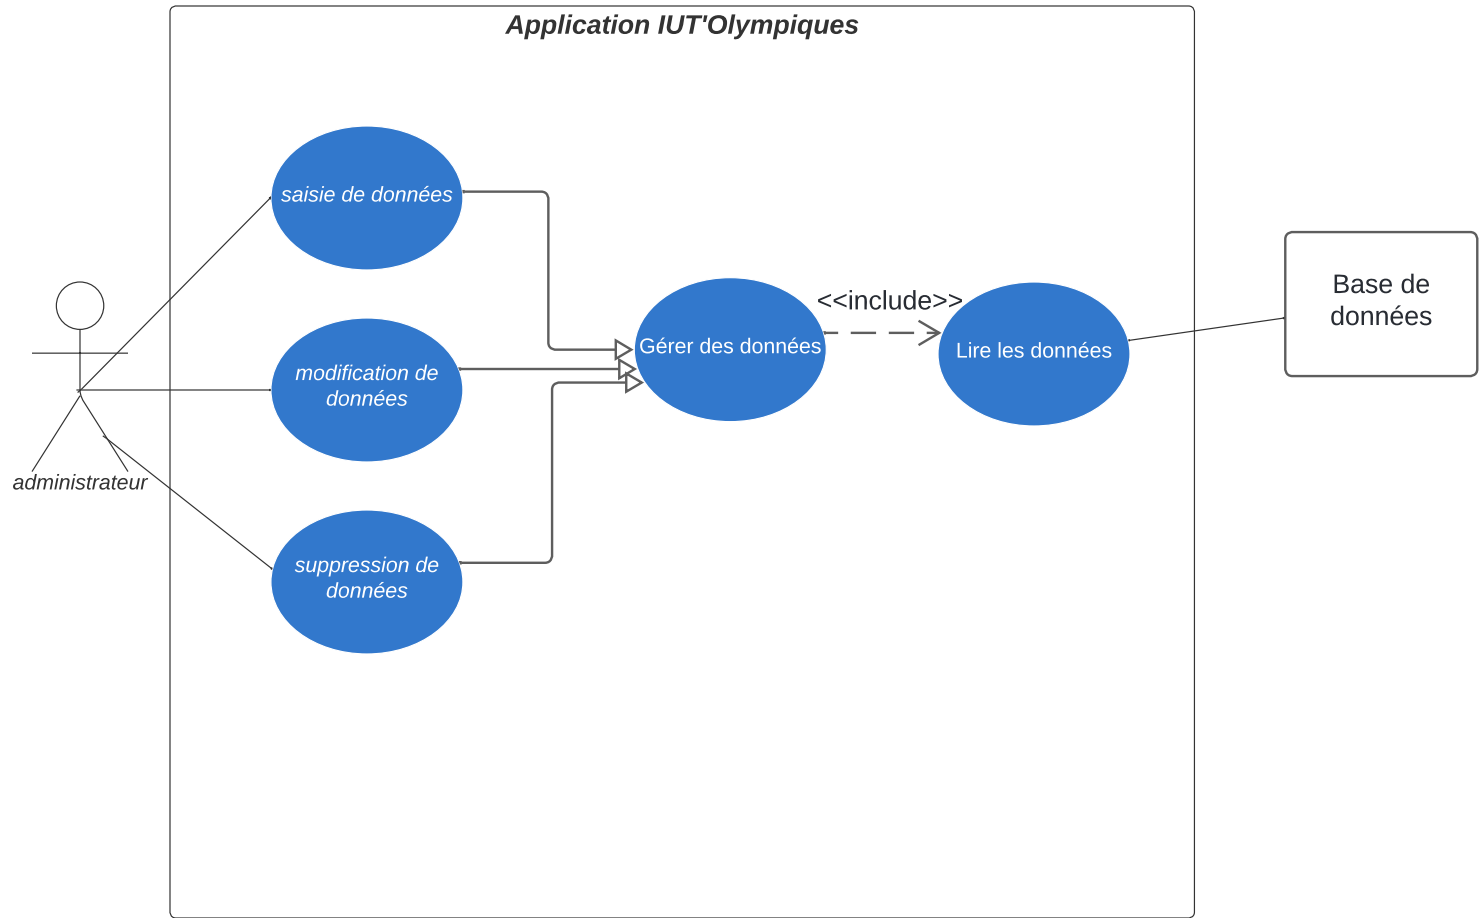 Application IUT'Olympiques
saisie de données
modification de
données
suppression de
données
administrateur
Gérer des données
<<include>>
Lire les données
Base de
données